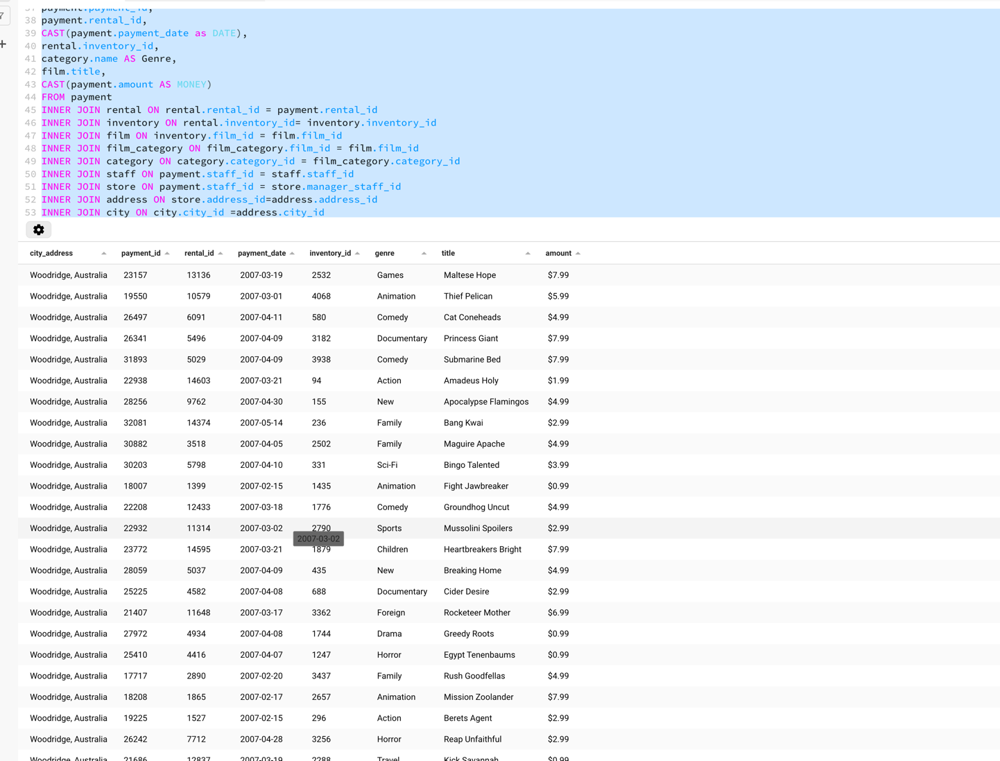 37 payment.payment_id,
38 payment.rental_id,
39 CAST(payment.payment_date as DATE),
40 rental.inventory_id,
41 category.name AS Genre,
42 film.title,
43 CAST(payment.amount AS MONEY)
44 FROM payment
45 INNER JOIN rental ON rental.rental_id = payment.rental_id
46 INNER JOIN inventory ON rental.inventory_id= inventory.inventory_id
47 INNER JOIN film ON inventory.film_id = film.film_id
48 INNER JOIN film_category ON film_category.film_id = film.film_id
49 INNER JOIN category ON category.category_id = film_category.category_id
50 INNER JOIN staff ON payment.staff_id = staff.staff_id
51 INNER JOIN store ON payment.staff_id = store.manager_staff_id
52 INNER JOIN address ON store.address_id=address.address_id
53 INNER JOIN city ON city.city_id =address.city_id
city_address payment_id rental_id payment_date inventory_id genre title amount
Woodridge, Australia 23157 13136 2007-03-19 2532 Games Maltese Hope $7.99
Woodridge, Australia 19550 10579 2007-03-01 4068 Animation Thief Pelican $5.99
Woodridge, Australia 26497 6091 2007-04-11 580 Comedy Cat Coneheads $4.99
Woodridge, Australia 26341 5496 2007-04-09 3182 Documentary Princess Giant $7.99
Woodridge, Australia 31893 5029 2007-04-09 3938 Comedy Submarine Bed $7.99
Woodridge, Australia 22938 14603 2007-03-21 94 Action Amadeus Holy $1.99
Woodridge, Australia 28256 9762 2007-04-30 155 New Apocalypse Flamingos $4.99
Woodridge, Australia 32081 14374 2007-05-14 236 Family Bang Kwai $2.99
Woodridge, Australia 30882 3518 2007-04-05 2502 Family Maguire Apache $4.99
Woodridge, Australia 30203 5798 2007-04-10 331 Sci-Fi Bingo Talented $3.99
Woodridge, Australia 18007 1399 2007-02-15 1435 Animation Fight Jawbreaker $0.99
Woodridge, Australia 22208 12433 2007-03-18 1776 Comedy Groundhog Uncut $4.99
Woodridge, Australia 22932 11314 2007-03-02 2790 Sports Mussolini Spoilers $2.99
2007-03-02
Woodridge, Australia 23772 14595 2007-03-21 1879 Children Heartbreakers Bright $7.99
Woodridge, Australia 28059 5037 2007-04-09 435 New Breaking Home $4.99
Woodridge, Australia 25225 4582 2007-04-08 688 Documentary Cider Desire $2.99
Woodridge, Australia 21407 11648 2007-03-17 3362 Foreign Rocketeer Mother $6.99
Woodridge, Australia 27972 4934 2007-04-08 1744 Drama Greedy Roots $0.99
Woodridge, Australia 25410 4416 2007-04-07 1247 Horror Egypt Tenenbaums $0.99
Woodridge, Australia 17717 2890 2007-02-20 3437 Family Rush Goodfellas $4.99
Woodridge, Australia 18208 1865 2007-02-17 2657 Animation Mission Zoolander $7.99
Woodridge, Australia 19225 1527 2007-02-15 296 Action Berets Agent $2.99
Woodridge, Australia 26242 7712 2007-04-28 3256 Horror Reap Unfaithful $2.99
Woodridge, Australia 21686 12837 2007-03-19 2288 Travel Kick Savannah $0.99